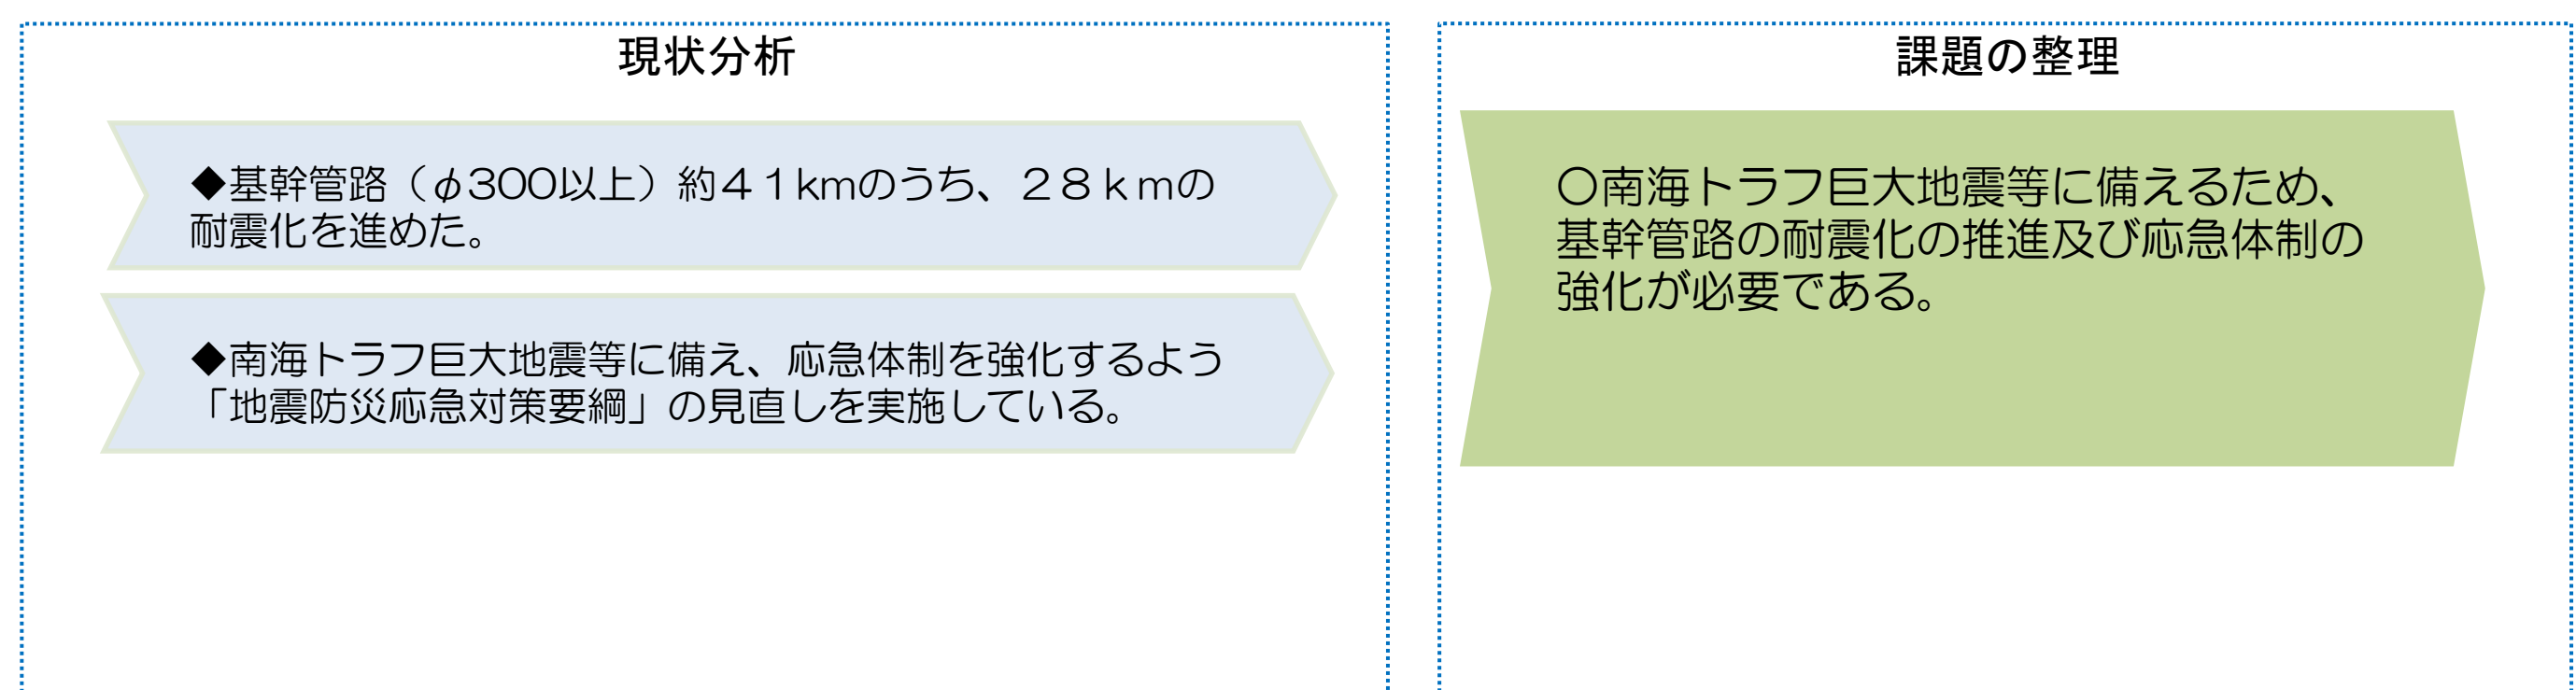 現状分析
◆基幹管路（φ300以上）約４１kmのうち、２８ｋｍの
耐震化を進めた。
◆南海トラフ巨大地震等に備え、応急体制を強化するよう
「地震防災応急対策要綱」の見直しを実施している。
課題の整理
○南海トラフ巨大地震等に備えるため、
基幹管路の耐震化の推進及び応急体制の
強化が必要である。